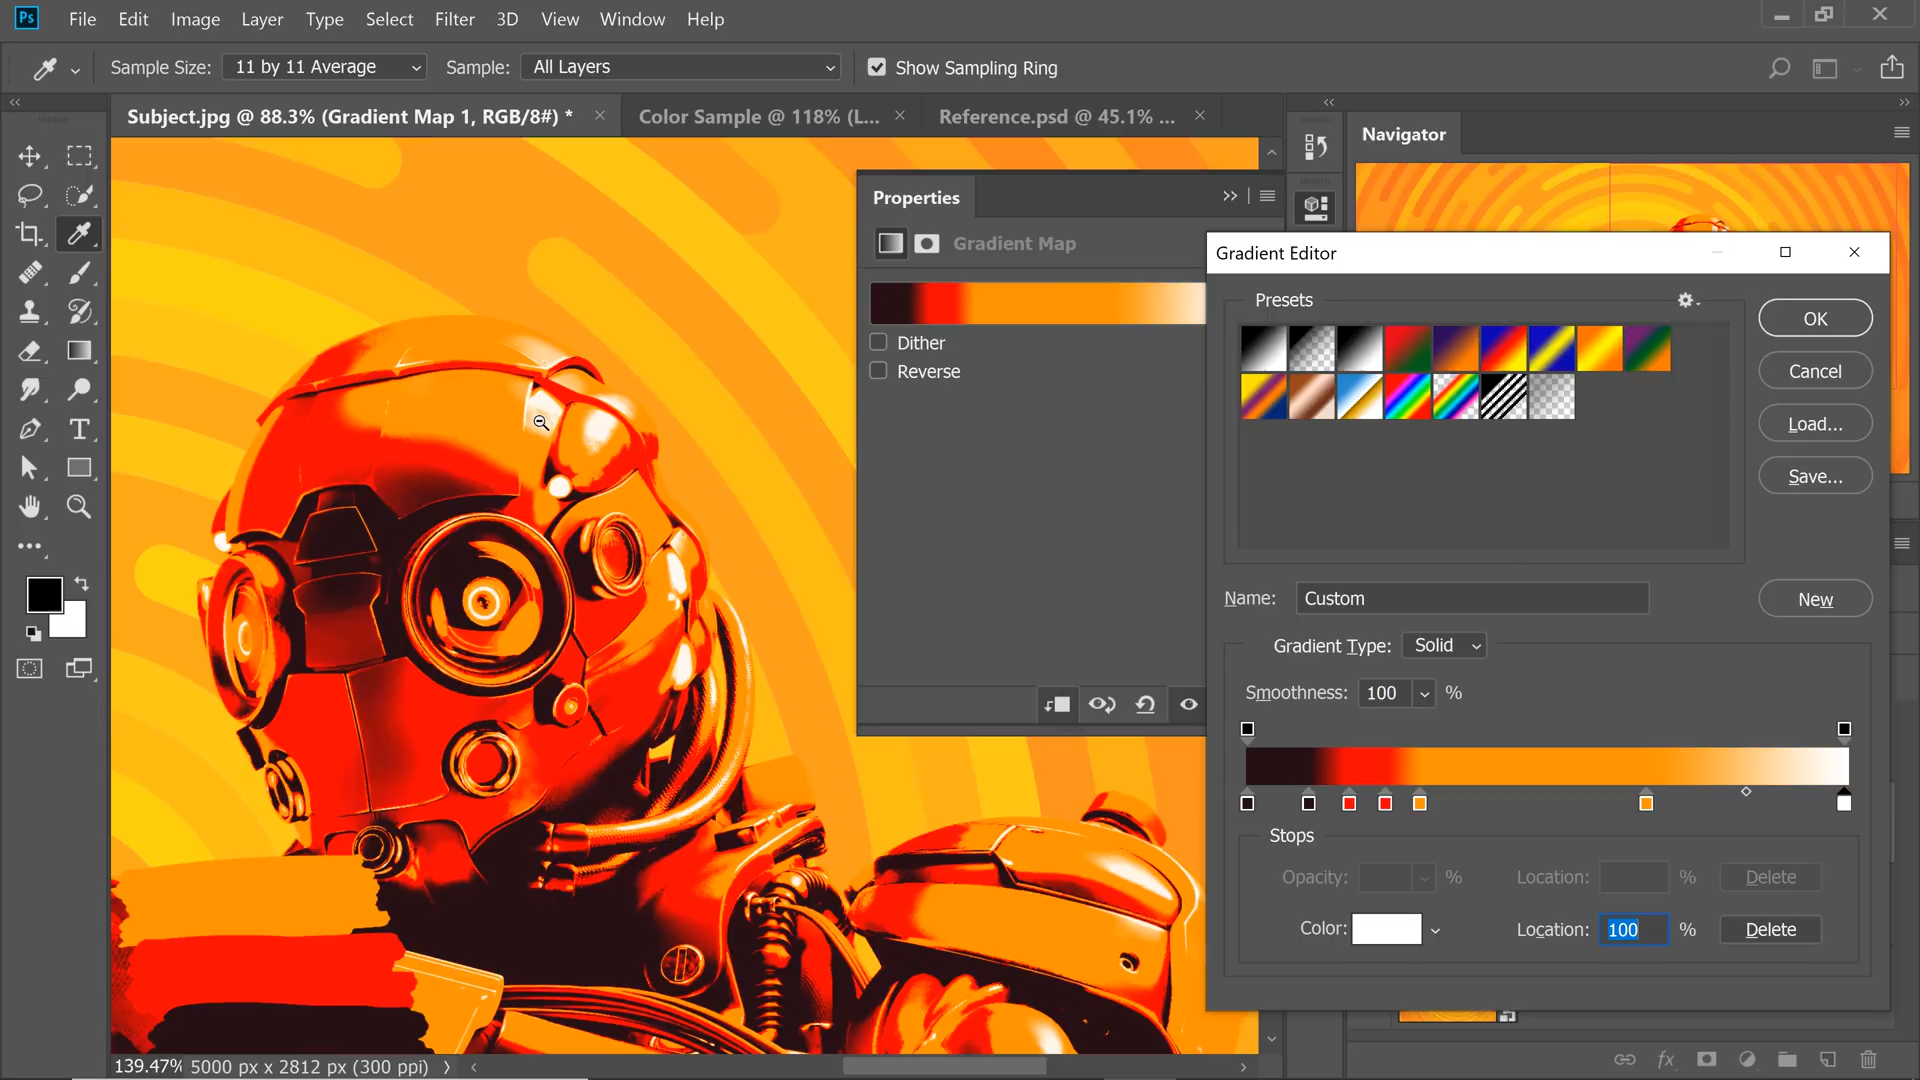 Ps File Edit Image Layer Type Select Filter 3D View Window Help
Sample Size: 11 by 11 Average Sample: All Layers Show Sampling Ring
Subject.jpg @ 88.3% (Gradient Map 1, RGB/8#) * Color Sample @ 118% (L... Reference.psd @ 45.1% ...
Navigator
Properties
Gradient Map
Dither
Reverse
Gradient Editor
Presets
OK
Cancel
Load...
Save...
Name: Custom
New
Gradient Type: Solid
Smoothness: 100 %
Stops
Opacity: % Location: % Delete
Color: Location: 100 % Delete
139.47% 5000 px x 2812 px (300 ppi)
fx